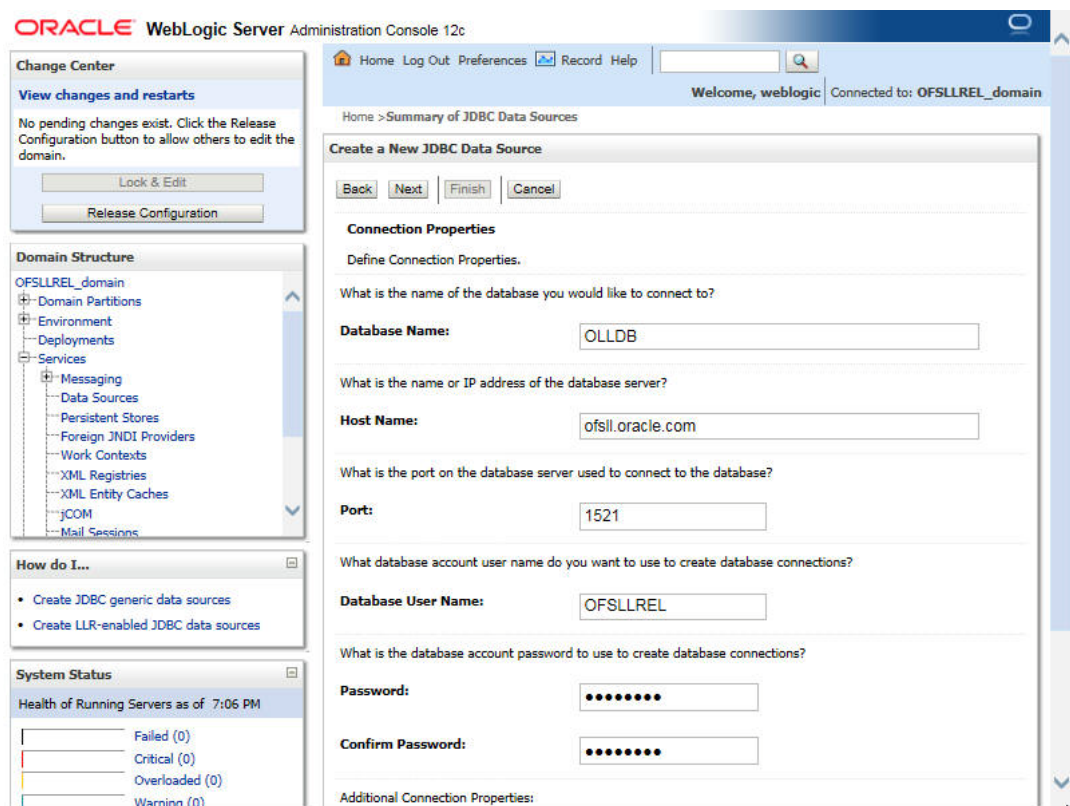 ORACLE WebLogic Server Administration Console 12c
Change Center
View changes and restarts
No pending changes exist. Click the Release
Configuration button to allow others to edit the
domain.
Lock & Edit
Release Configuration
Domain Structure
OFSLLREL_domain
Domain Partitions
Environment
Deployments
Services
Messaging
Data Sources
Persistent Stores
Foreign JNDI Providers
Work Contexts
XML Registries
XML Entity Caches
jCOM
Mail Sessions
How do I...
Create JDBC generic data sources
Create LLR-enabled JDBC data sources
System Status
Health of Running Servers as of 7:06 PM
Failed (0)
Critical (0)
Overloaded (0)
Warning (0)
Home Log Out Preferences Record Help
Welcome, weblogic Connected to: OFSLLREL_domain
Home >Summary of JDBC Data Sources
Create a New JDBC Data Source
Back Next Finish Cancel
Connection Properties
Define Connection Properties.
What is the name of the database you would like to connect to?
Database Name: OLLDB
What is the name or IP address of the database server?
Host Name: ofsll.oracle.com
What is the port on the database server used to connect to the database?
Port: 1521
What database account user name do you want to use to create database connections?
Database User Name: OFSLLREL
What is the database account password to use to create database connections?
Password: ●●●●●●●●
Confirm Password: ●●●●●●●●
Additional Connection Properties: